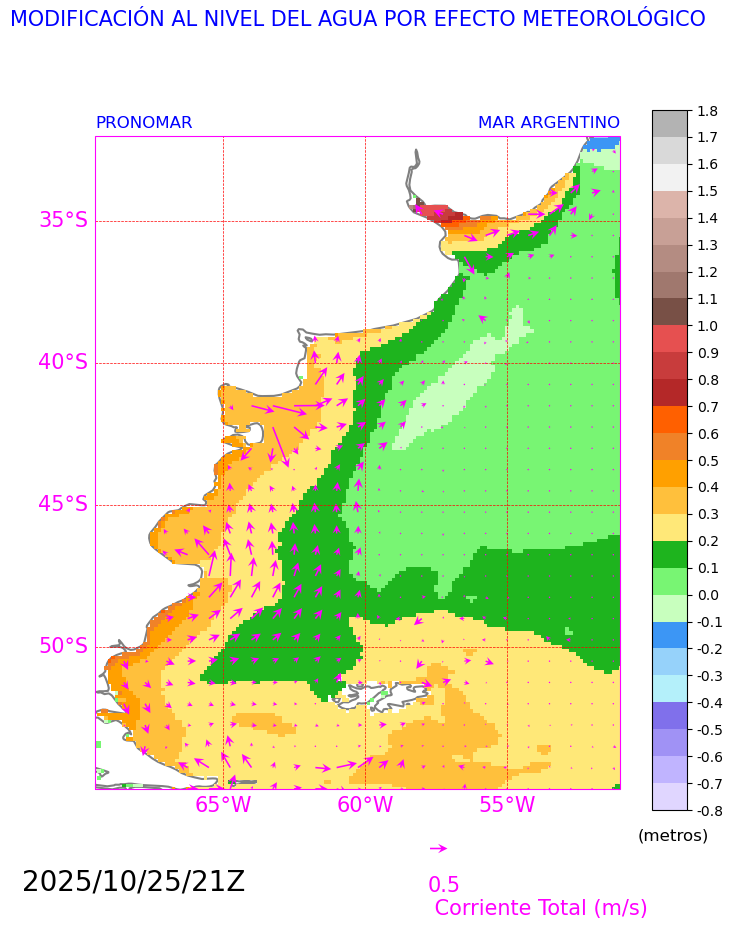 MODIFICACIÓN AL NIVEL DEL AGUA POR EFECTO METEOROLÓGICO
PRONOMAR
MAR ARGENTINO
35°S
40°S
45°S
50°S
65°W
60°W
55°W
1.8
1.7
1.6
1.5
1.4
1.3
1.2
1.1
1.0
0.9
0.8
0.7
0.6
0.5
0.4
0.3
0.2
0.1
0.0
-0.1
-0.2
-0.3
-0.4
-0.5
-0.6
-0.7
-0.8
(metros)
2025/10/25/21Z
0.5
Corriente Total (m/s)